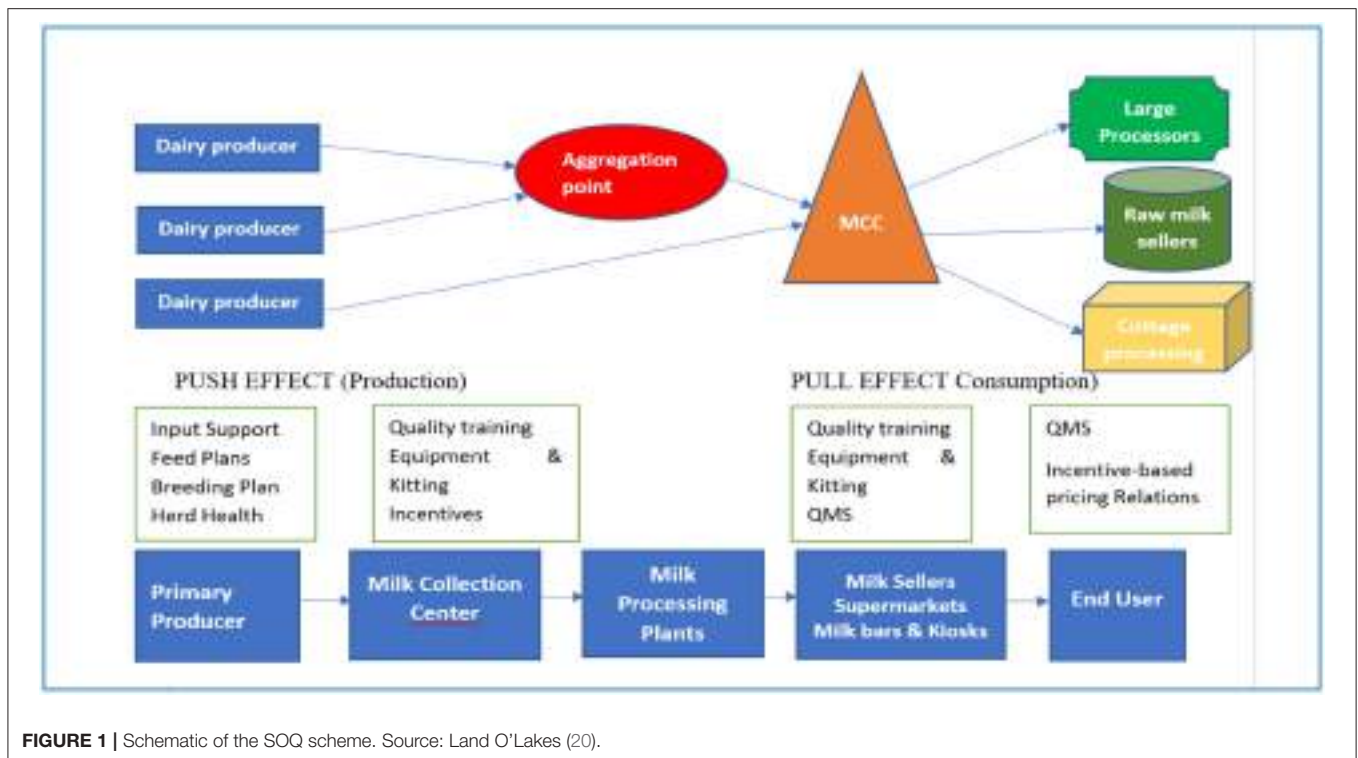 Dairy producer
Dairy producer
Dairy producer
Aggregation
point
MCC
Large
Processors
Raw milk
sellers
Cottage
processing
PUSH EFFECT (Production)
PULL EFFECT Consumption)
Input Support
Feed Plans
Breeding Plan
Herd Health
Quality training
Equipment &
Kitting
Incentives
Quality training
Equipment &
Kitting
QMS
QMS
Incentive-based
pricing Relations
Primary
Producer
Milk Collection
Center
Milk
Processing
Plants
Milk Sellers
Supermarkets
Milk bars & Kiosks
End User
FIGURE 1 | Schematic of the SOQ scheme. Source: Land O'Lakes (20).